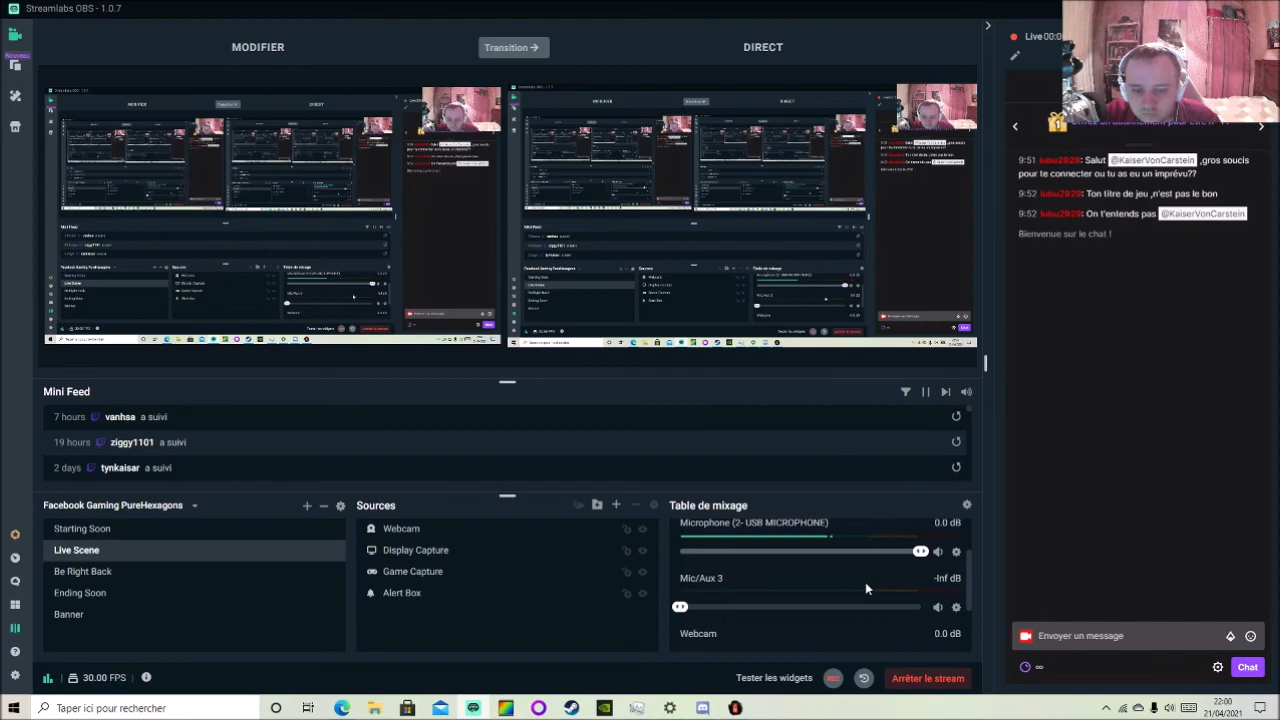 Streamlabs OBS - 1.0.7
Nouveau
MODIFIER
Transition
DIRECT
Live
9:51 lubu2929: Salut @KaiserVonCarstein ,gros soucis
pour te connecter ou tu as eu un imprévu??
9:52 lubu2929: Ton titre de jeu ,n'est pas le bon
9:52 lubu2929: On t'entends pas @KaiserVonCarstein
Bienvenue sur le chat !
Mini Feed
7 hours vanhsa a suivi
19 hours ziggy1101 a suivi
2 days tynkaisar a suivi
Facebook Gaming PureHexagons
Starting Soon
Live Scene
Be Right Back
Ending Soon
Banner
Sources
Webcam
Display Capture
Game Capture
Alert Box
Table de mixage
Microphone (2- USB MICROPHONE) 0.0 dB
Mic/Aux 3 -Inf dB
Webcam 0.0 dB
Envoyer un message
Chat
30.00 FPS
Tester les widgets
REC
Arrêter le stream
Taper ici pour rechercher
22:00
21/04/2021